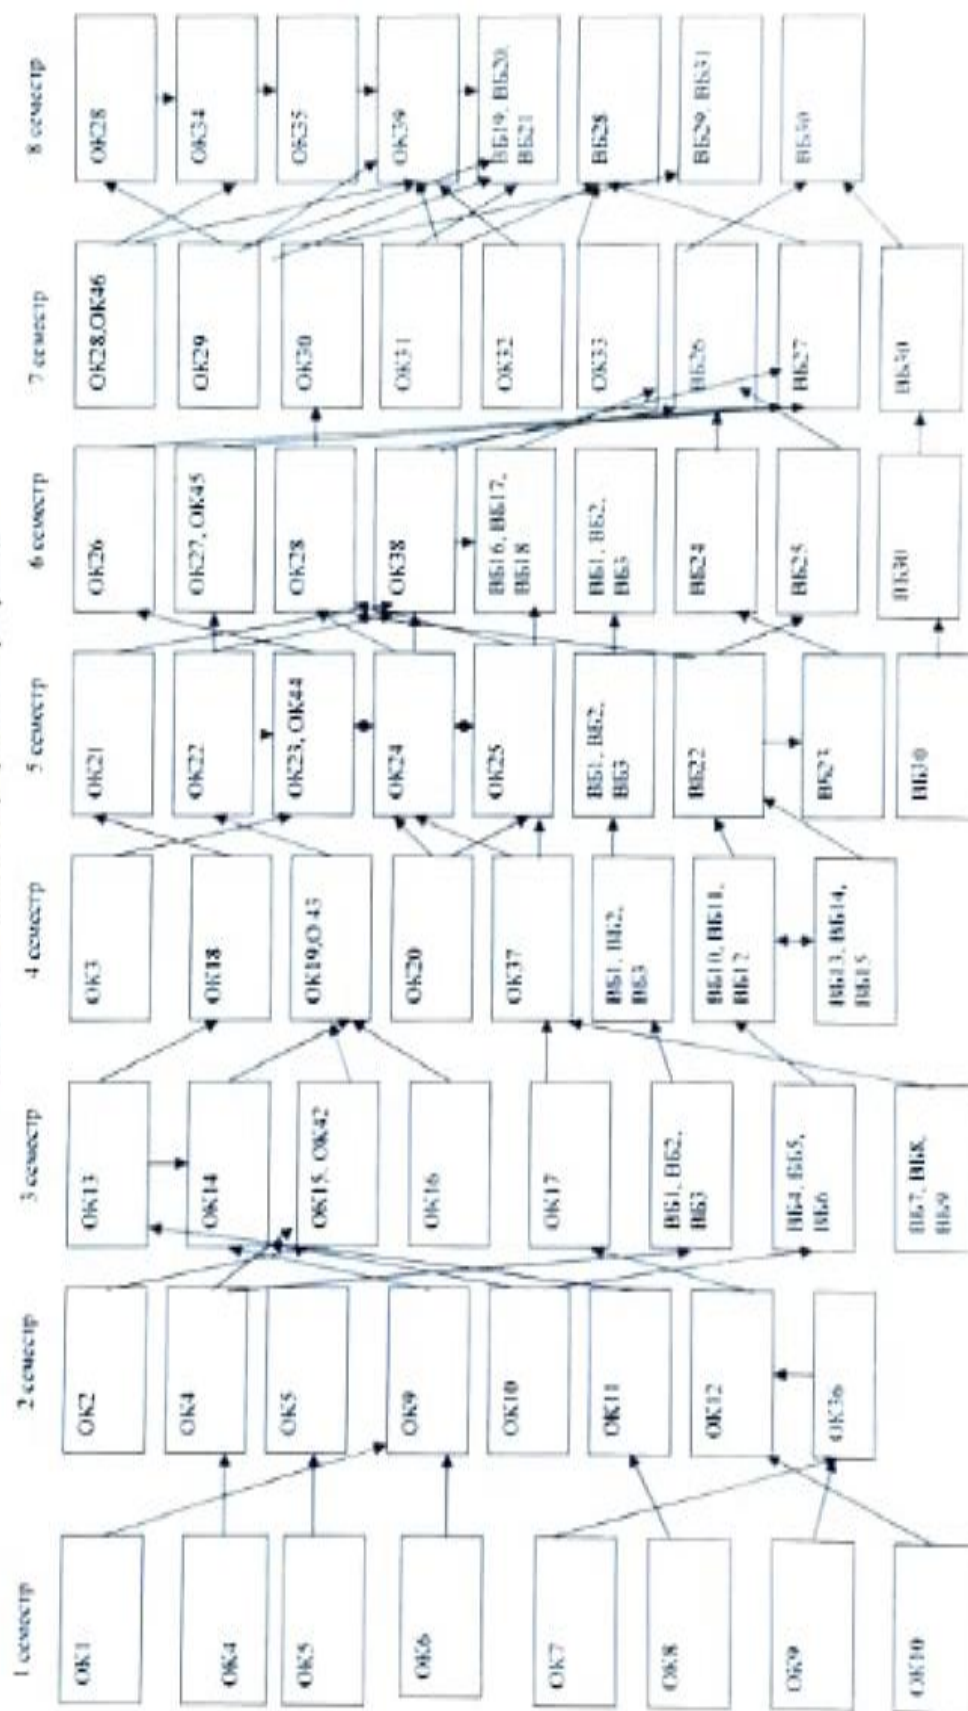 1 семестр
ОК1
ОК4
ОК5
ОК6
ОК7
ОК8
ОК9
ОК10
2 семестр
ОК2
ОК4
ОК5
ОК9
ОК10
ОК11
ОК12
ОК36
3 семестр
ОК13
ОК14
ОК15, ОК42
ОК16
ОК17
ВБ1, ВБ2,
ВБ3
ВБ4, ВБ5,
ВБ6
ВБ7, ВБ8,
ВБ9
4 семестр
ОК3
ОК18
ОК19,О 43
ОК20
ОК37
ВБ1, ВБ2,
ВБ3
ВБ10, ВБ11,
ВБ12
ВБ13, ВБ14,
ВБ15
5 семестр
ОК21
ОК22
ОК23, ОК44
ОК24
ОК25
ВБ1, ВБ2,
ВБ3
ВБ22
ВБ23
ВБ30
6 семестр
ОК26
ОК27, ОК45
ОК28
ОК38
ВБ16, ВБ17,
ВБ18
ВБ1, ВБ2,
ВБ3
ВБ24
ВБ25
ВБ30
7 семестр
ОК28,ОК46
ОК29
ОК30
ОК31
ОК32
ОК33
ВБ26
ВБ27
ВБ30
8 семестр
ОК28
ОК34
ОК35
ОК39
ВБ19, ВБ20,
ВБ21
ВБ28
ВБ29, ВБ31
ВБ30